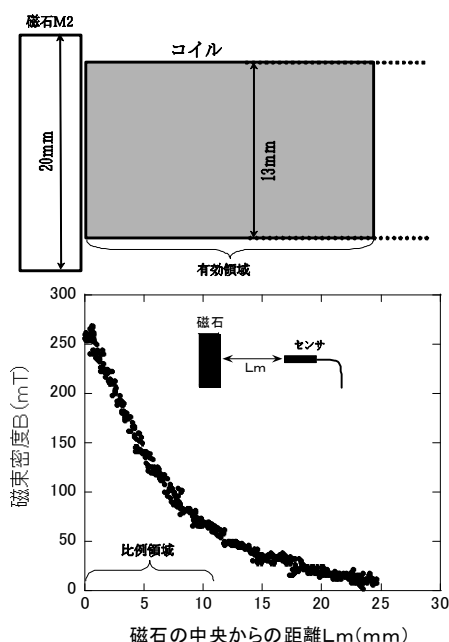 磁石M2
コイル
20mm
13mm
有効領域
300
250
200
150
100
50
0
磁束密度B(mT)
磁石
センサ
Lm
比例領域
0 5 10 15 20 25 30
磁石の中央からの距離Lm(mm)